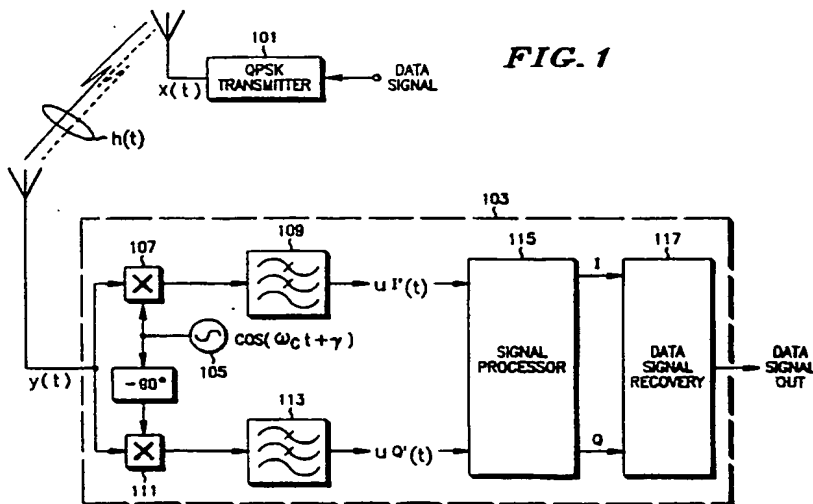 FIG. 1
101
QPSK
TRANSMITTER
DATA
SIGNAL
x(t)
h(t)
103
107
109
115
117
u I'(t)
I
105
COS(ω_C t + γ)
SIGNAL
PROCESSOR
DATA
SIGNAL
RECOVERY
DATA
SIGNAL
OUT
y(t)
-90°
113
u Q'(t)
Q
111